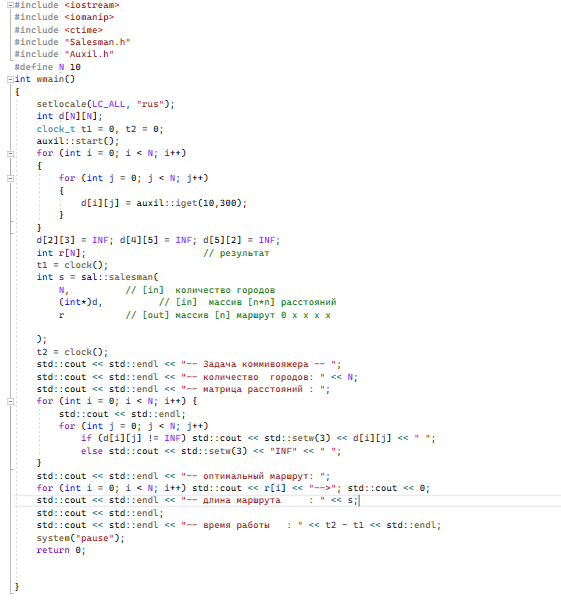 #include <iostream>
#include <iomanip>
#include <ctime>
#include "Salesman.h"
#include "Auxil.h"
#define N 10
int wmain()
{
setlocale(LC_ALL, "rus");
int d[N][N];
clock_t t1 = 0, t2 = 0;
auxil::start();
for (int i = 0; i < N; i++)
{
for (int j = 0; j < N; j++)
{
d[i][j] = auxil::iget(10,300);
}
}
d[2][3] = INF; d[4][5] = INF; d[5][2] = INF;
int r[N]; // результат
t1 = clock();
int s = sal::salesman(
N, // [in] количество городов
(int*)d, // [in] массив [n*n] расстояний
r // [out] массив [n] маршрут 0 x x x x
);
t2 = clock();
std::cout << std::endl << "-- Задача коммивояжера -- ";
std::cout << std::endl << "-- количество городов: " << N;
std::cout << std::endl << "-- матрица расстояний : ";
for (int i = 0; i < N; i++) {
std::cout << std::endl;
for (int j = 0; j < N; j++)
if (d[i][j] != INF) std::cout << std::setw(3) << d[i][j] << " ";
else std::cout << std::setw(3) << "INF" << " ";
}
std::cout << std::endl << "-- оптимальный маршрут: ";
for (int i = 0; i < N; i++) std::cout << r[i] << "-->"; std::cout << 0;
std::cout << std::endl << "-- длина маршрута : " << s;
std::cout << std::endl;
std::cout << std::endl << "-- время работы : " << t2 - t1 << std::endl;
system("pause");
return 0;
}